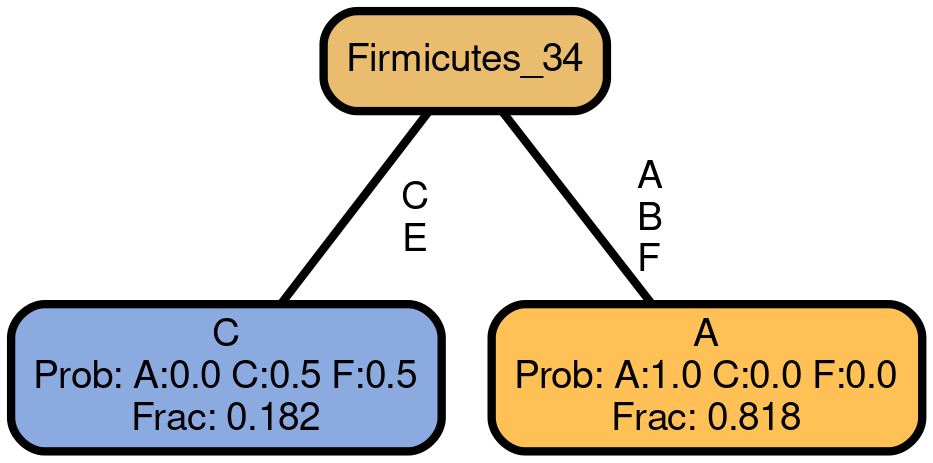 Firmicutes_34
C
E
A
B
F
C
Prob: A:0.0 C:0.5 F:0.5
Frac: 0.182
A
Prob: A:1.0 C:0.0 F:0.0
Frac: 0.818